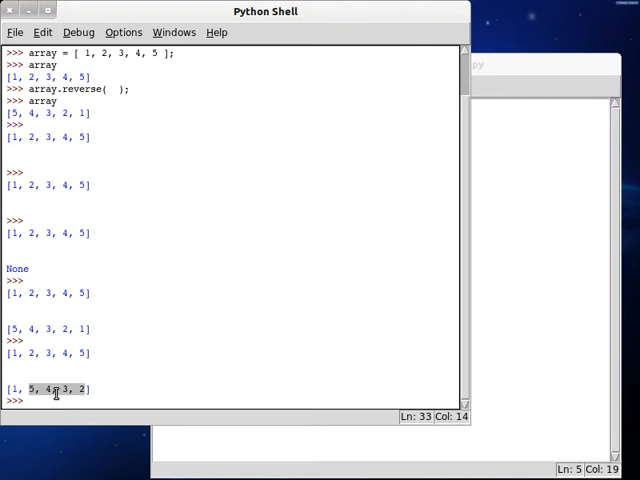 Python Shell
File Edit Debug Options Windows Help
>>> array = [ 1, 2, 3, 4, 5 ];
>>> array
[1, 2, 3, 4, 5]
>>> array.reverse(  );
>>> array
[5, 4, 3, 2, 1]
>>>
[1, 2, 3, 4, 5]
>>>
[1, 2, 3, 4, 5]
>>>
[1, 2, 3, 4, 5]
None
>>>
[1, 2, 3, 4, 5]
[5, 4, 3, 2, 1]
>>>
[1, 2, 3, 4, 5]
[1, 5, 4, 3, 2]
>>>
Ln: 33 Col: 14
py
Ln: 5 Col: 19